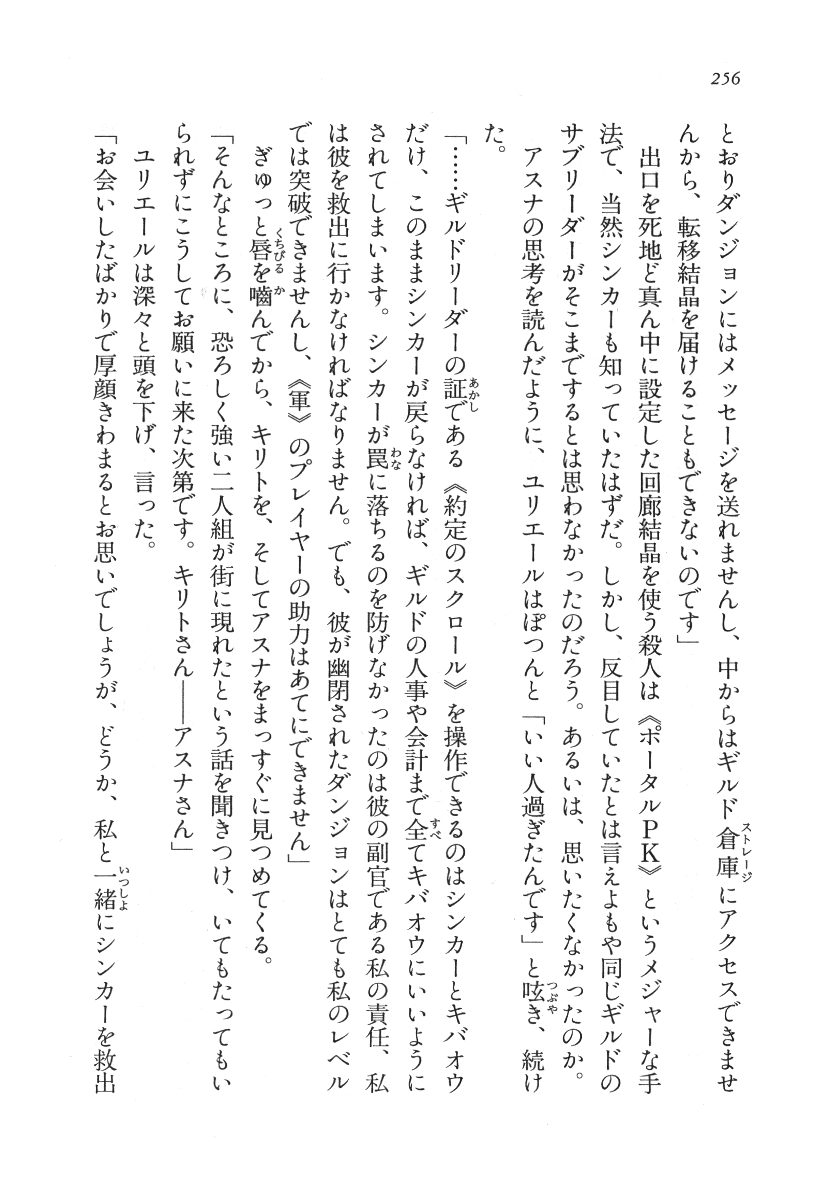 256
とおりダンジョンにはメッセージを送れませんし、中からはギルド倉庫にアクセスできませ
んから、転移結晶を届けることもできないのです」
　出口を死地ど真ん中に設定した回廊結晶を使う殺人は《ポータルＰＫ》というメジャーな手
法で、当然シンカーも知っていたはずだ。しかし、反目していたとは言えよもや同じギルドの
サブリーダーがそこまでするとは思わなかったのだろう。あるいは、思いたくなかったのか。
　アスナの思考を読んだように、ユリエールはぽつんと「いい人過ぎたんです」と呟き、続け
た。
「……ギルドリーダーの証である《約定のスクロール》を操作できるのはシンカーとキバオウ
だけ、このままシンカーが戻らなければ、ギルドの人事や会計まで全てキバオウにいいように
されてしまいます。シンカーが罠に落ちるのを防げなかったのは彼の副官である私の責任、私
は彼を救出に行かなければなりません。でも、彼が幽閉されたダンジョンはとても私のレベル
では突破できませんし、《軍》のプレイヤーの助力はあてにできません」
　ぎゅっと唇を嚙んでから、キリトを、そしてアスナをまっすぐに見つめてくる。
「そんなところに、恐ろしく強い二人組が街に現れたという話を聞きつけ、いてもたってもい
られずにこうしてお願いに来た次第です。キリトさん――アスナさん」
　ユリエールは深々と頭を下げ、言った。
「お会いしたばかりで厚顔きわまるとお思いでしょうが、どうか、私と一緒にシンカーを救出